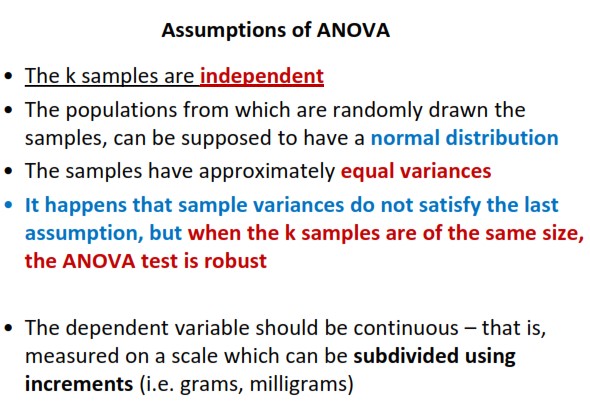 Assumptions of ANOVA
• The k samples are independent
• The populations from which are randomly drawn the
samples, can be supposed to have a normal distribution
• The samples have approximately equal variances
• It happens that sample variances do not satisfy the last
assumption, but when the k samples are of the same size,
the ANOVA test is robust
• The dependent variable should be continuous – that is,
measured on a scale which can be subdivided using
increments (i.e. grams, milligrams)